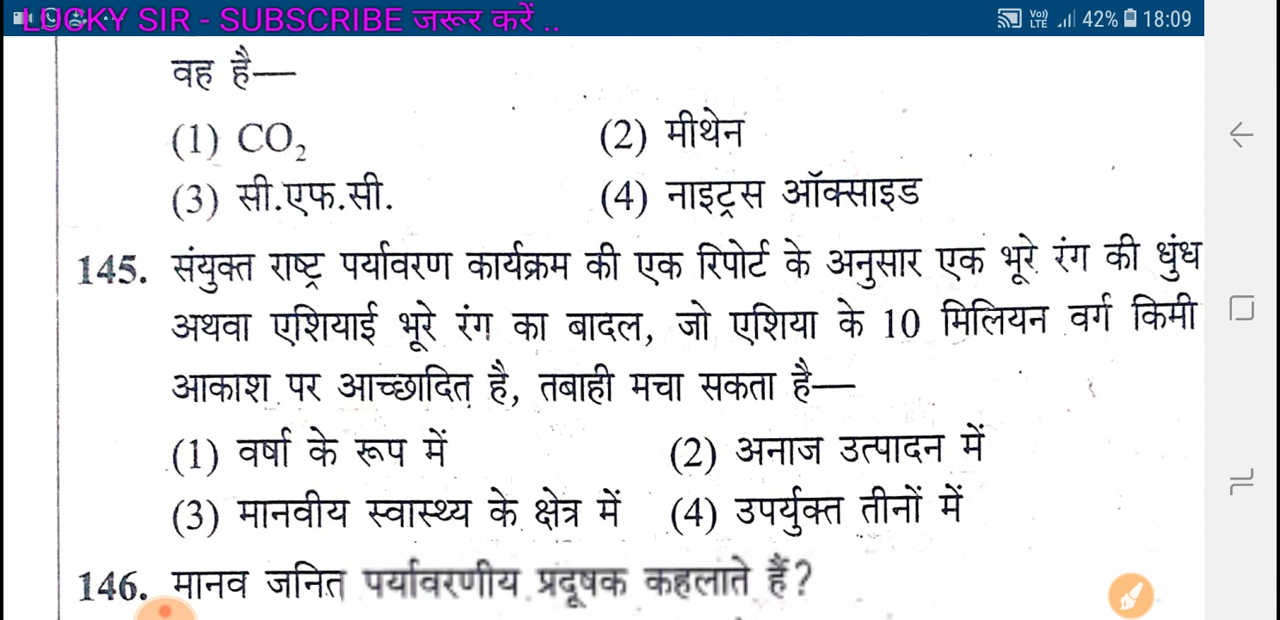 LUCKY SIR - SUBSCRIBE जरूर करें ..
Vo)) LTE 42% 18:09
वह है—
(1) CO₂ (2) मीथेन
(3) सी.एफ.सी. (4) नाइट्रस ऑक्साइड
145. संयुक्त राष्ट्र पर्यावरण कार्यक्रम की एक रिपोर्ट के अनुसार एक भूरे रंग की धुंध
अथवा एशियाई भूरे रंग का बादल, जो एशिया के 10 मिलियन वर्ग किमी
आकाश पर आच्छादित है, तबाही मचा सकता है—
(1) वर्षा के रूप में (2) अनाज उत्पादन में
(3) मानवीय स्वास्थ्य के क्षेत्र में (4) उपर्युक्त तीनों में
146. मानव जनित पर्यावरणीय प्रदूषक कहलाते हैं?